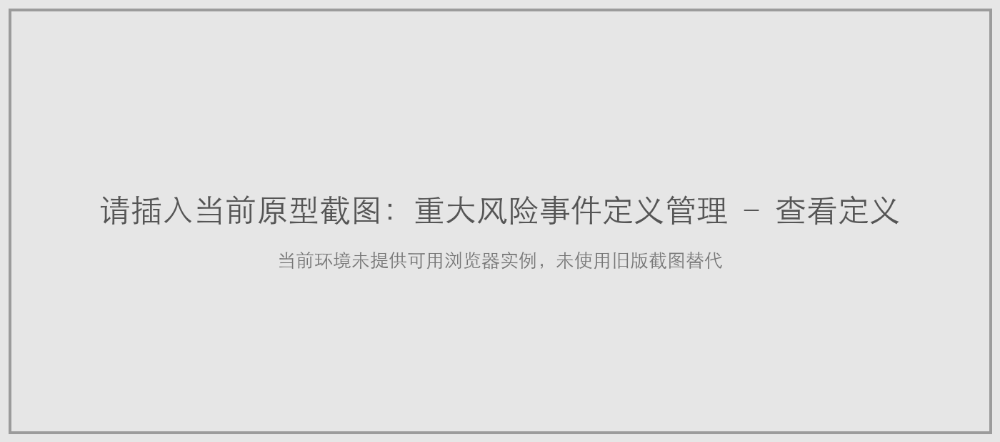 请插入当前原型截图：重大风险事件定义管理 - 查看定义
当前环境未提供可用浏览器实例，未使用旧版截图替代